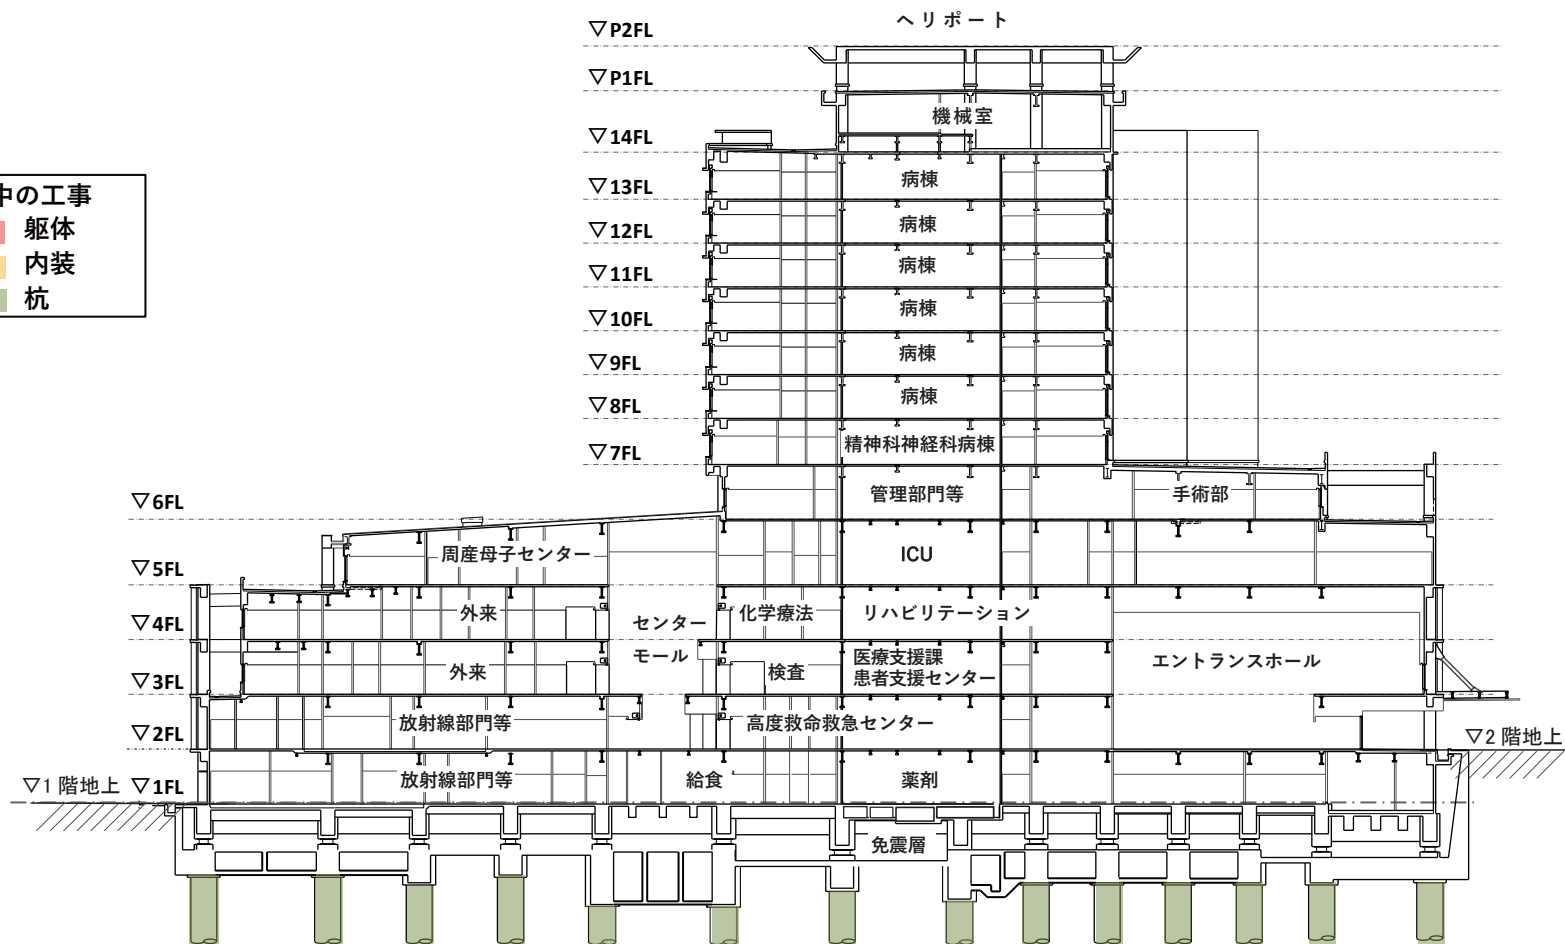 ヘリポート
▽P2FL
▽P1FL
機械室
▽14FL
中の工事
躯体
内装
杭
病棟
▽13FL
病棟
▽12FL
病棟
▽11FL
病棟
▽10FL
病棟
▽9FL
病棟
▽8FL
精神科神経科病棟
▽7FL
管理部門等
手術部
▽6FL
周産母子センター
ICU
▽5FL
外来
センター
モール
化学療法
リハビリテーション
▽4FL
外来
検査
医療支援課
患者支援センター
エントランスホール
▽3FL
放射線部門等
高度救命救急センター
▽2FL
▽2 階地上
放射線部門等
給食
薬剤
▽1 階地上
▽1FL
免震層